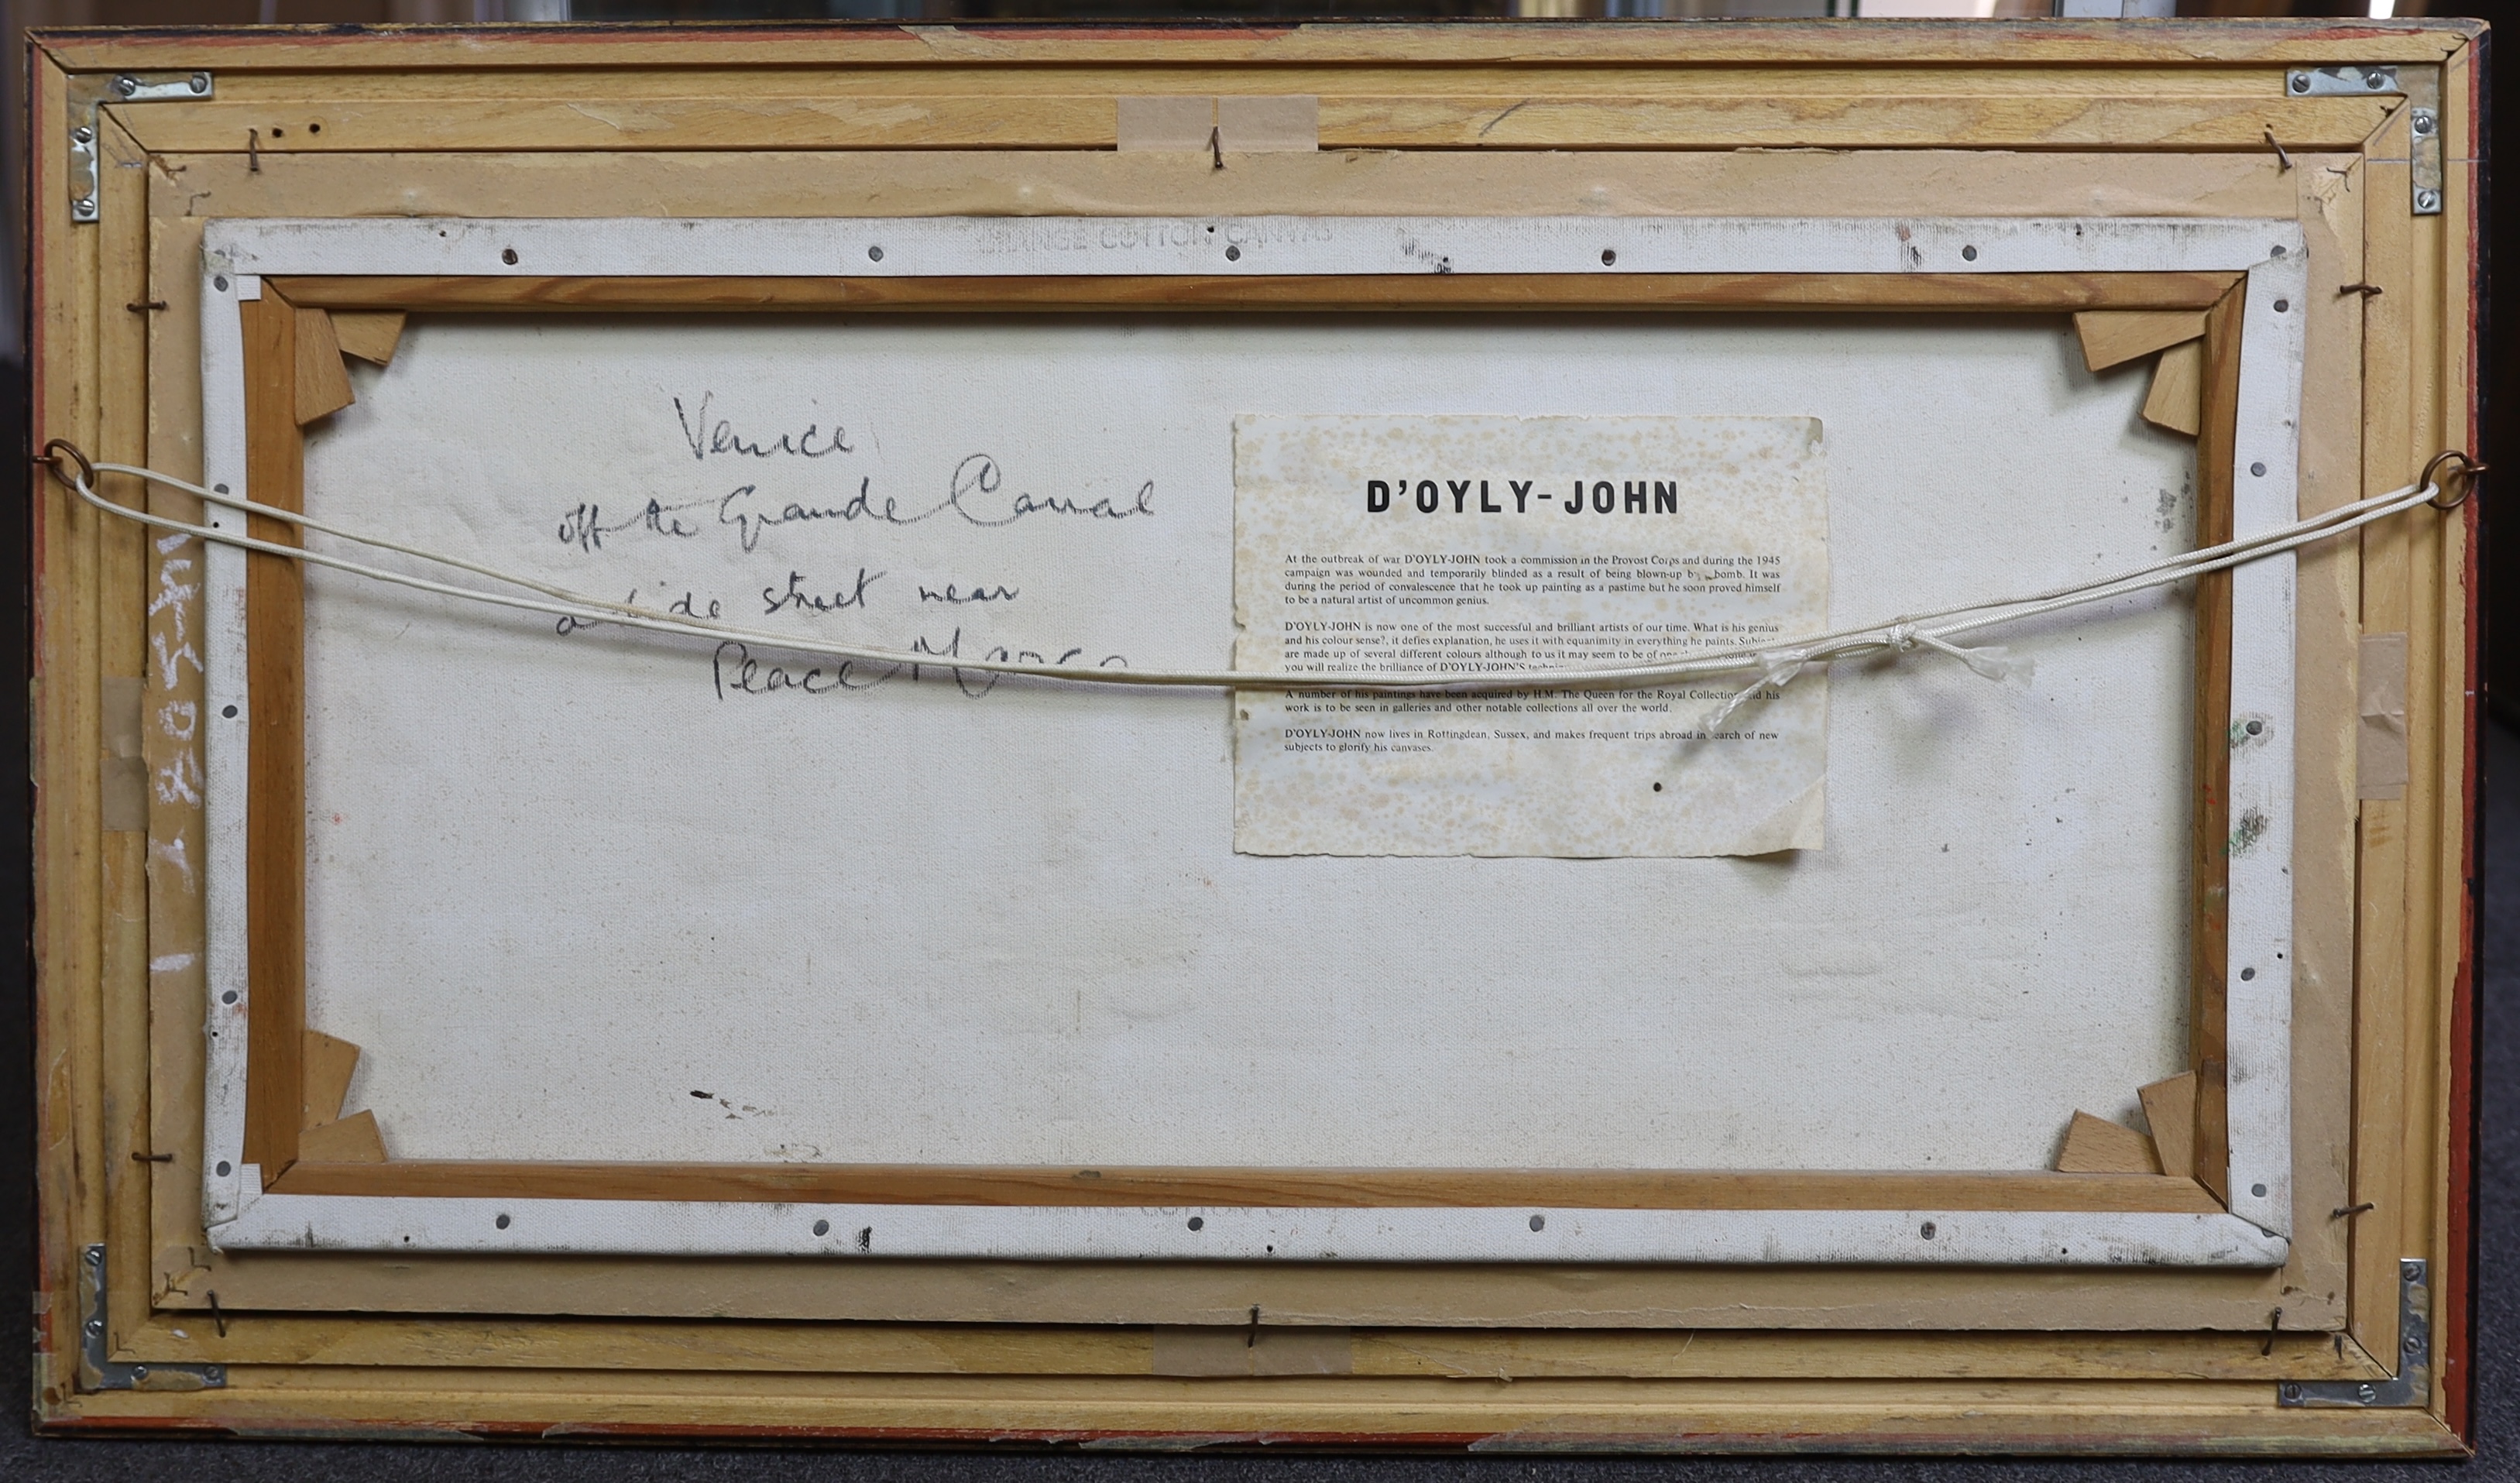 COTTON CANVAS
Venice
off the Grande Canal
a side street near
Peace Marco
D'OYLY-JOHN
At the outbreak of war D'OYLY-JOHN took a commission in the Provost Corps and during the 1945
campaign was wounded and temporarily blinded as a result of being blown-up bomb. It was
during the period of convalescence that he took up painting as a pastime but he soon proved himself
to be a natural artist of uncommon genius.
D'OYLY-JOHN is now one of the most successful and brilliant artists of our time. What is his genius
and his colour sense?, it defies explanation, he uses it with equanimity in everything he paints.
are made up of several different colours although to us it may seem to be of
you will realize the brilliance of D'OYLY-JOHN'S
A number of his paintings have been acquired by H.M. The Queen for the Royal Collection and his
work is to be seen in galleries and other notable collections all over the world.
D'OYLY-JOHN now lives in Rottingdean, Sussex, and makes frequent trips abroad in search of new
subjects to glorify his canvases.